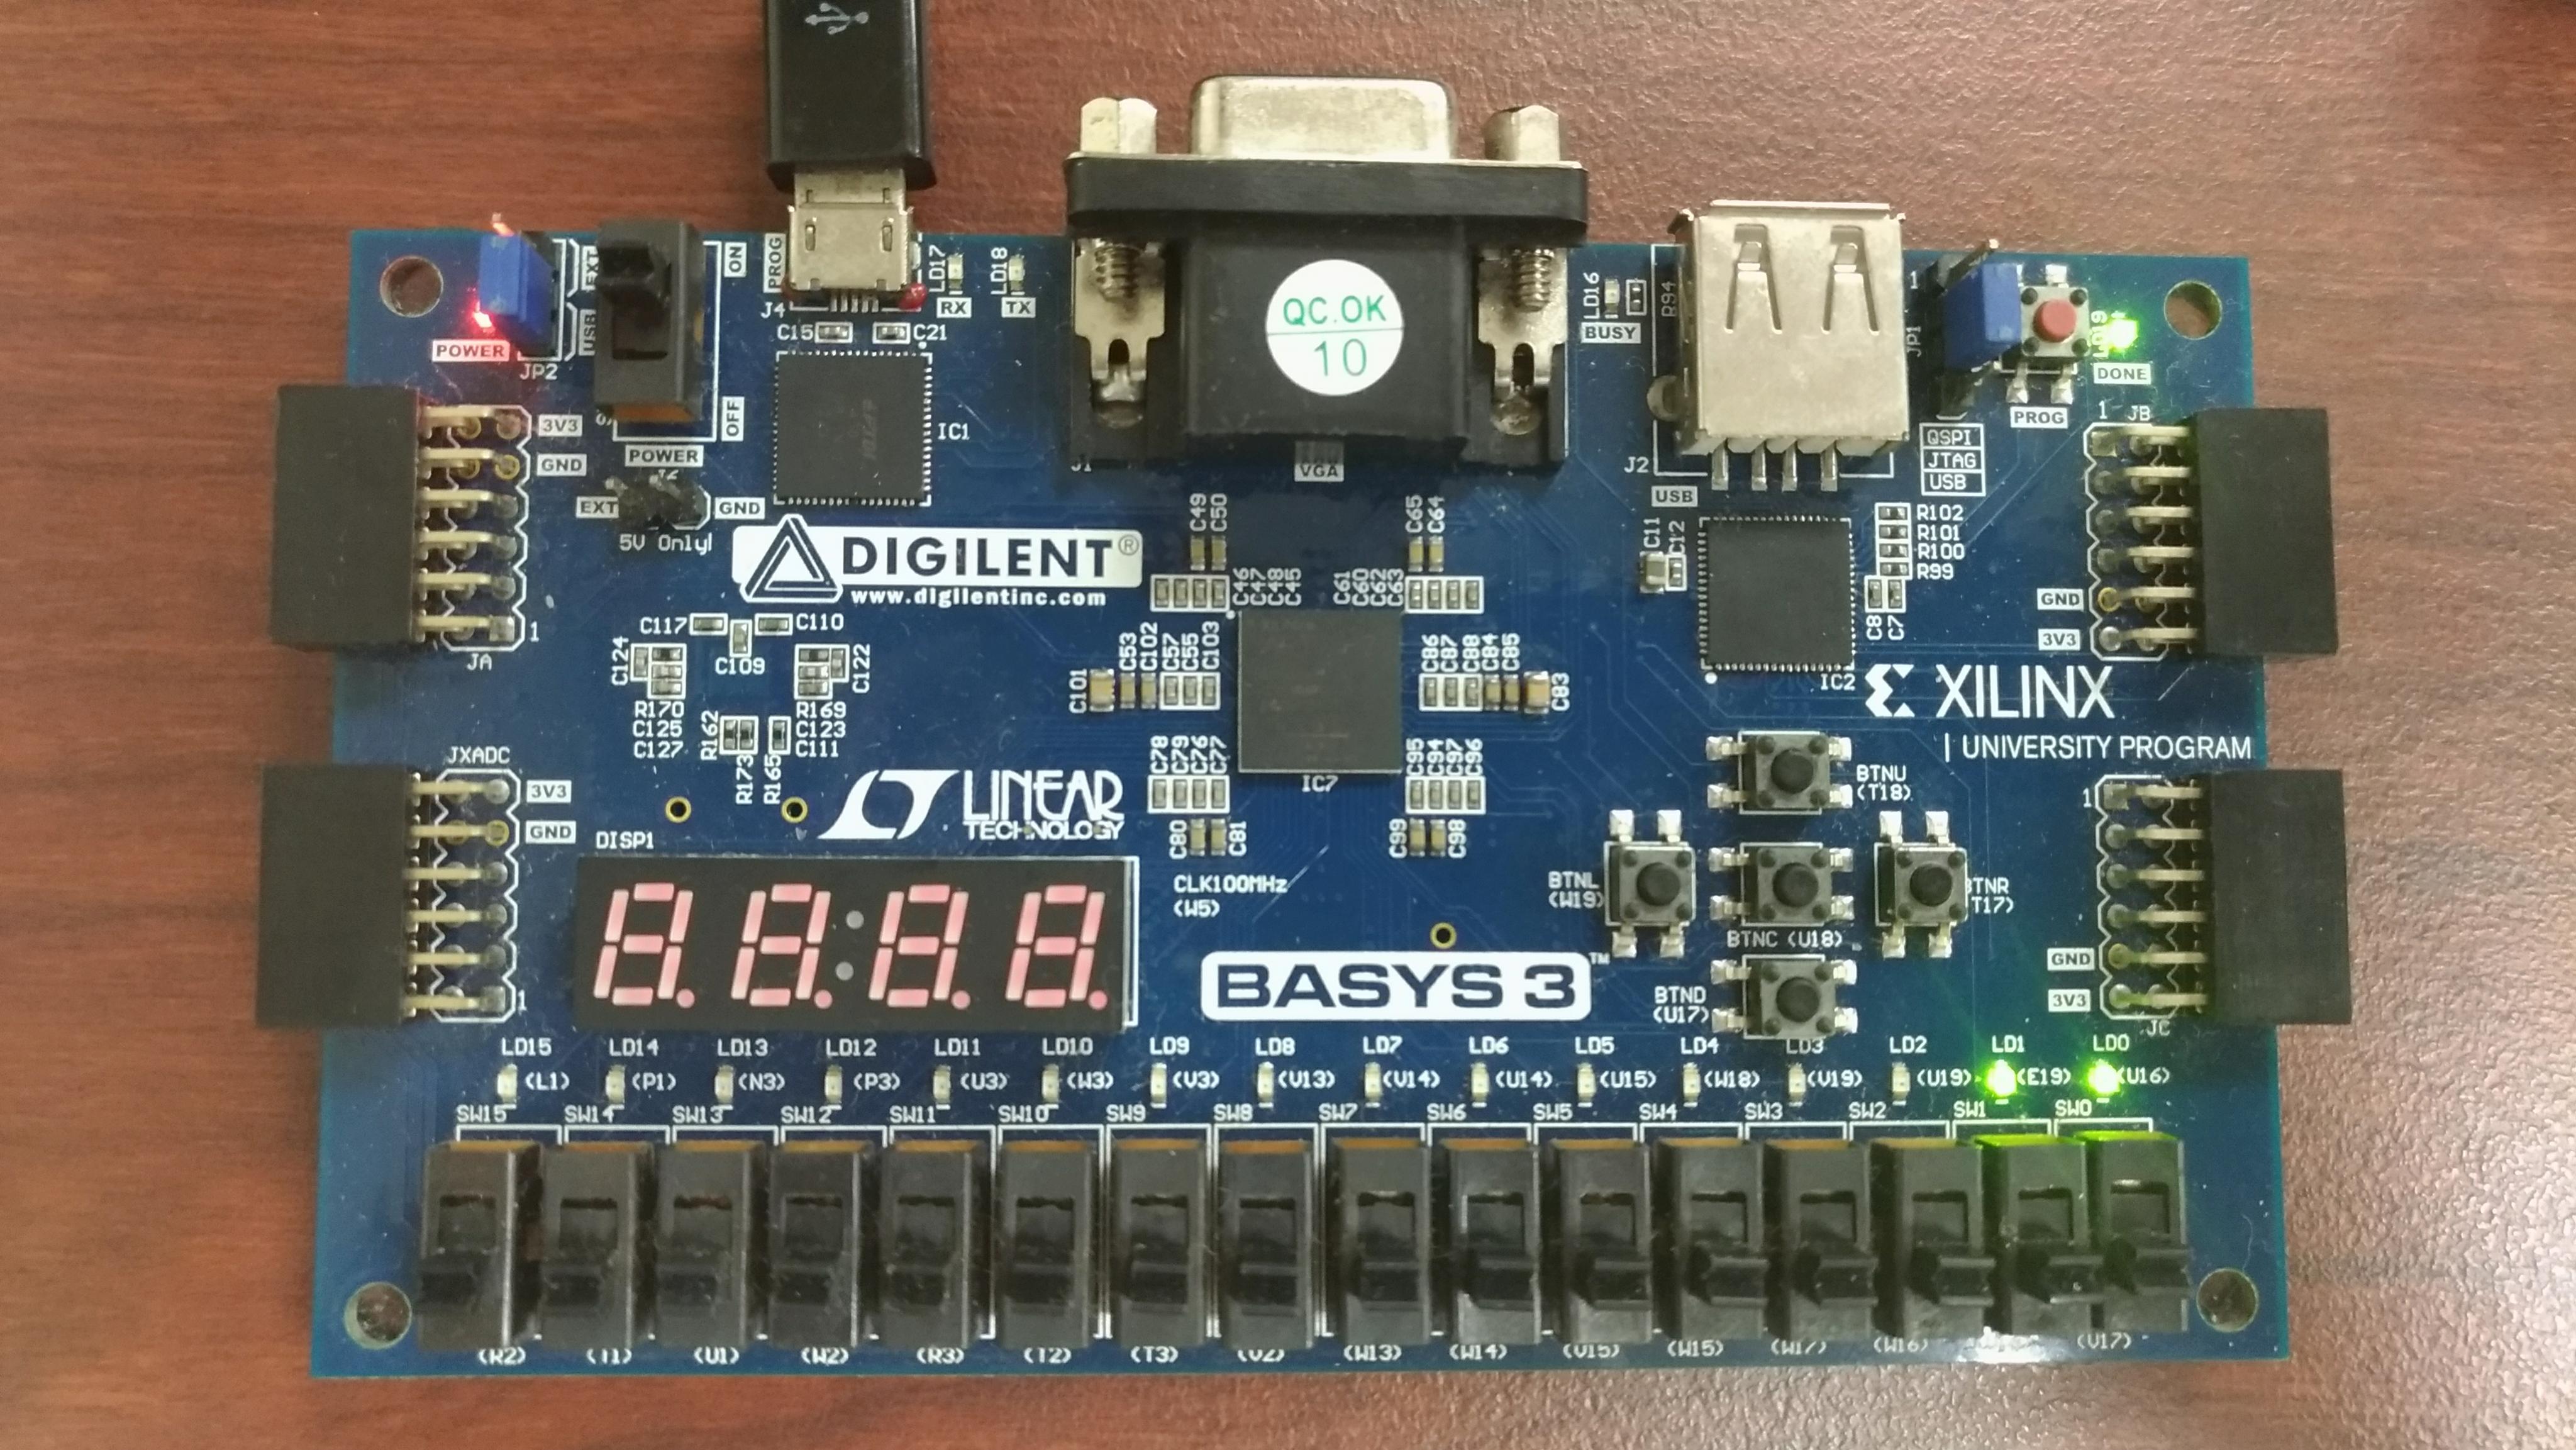 PROG
LD17
RX
LD18
TX
ON
OFF
EXT
USB
J4
C15
C21
IC1
POWER
JP2
3V3
GND
POWER
EXT
GND
5V Only!
QC.OK
10
J1
VGA
LD16
BUSY
R94
J2
USB
1
JP1
LD19
DONE
PROG
QSPI
JTAG
USB
1
JB
GND
3V3
DIGILENT®
www.digilentinc.com
JA
1
C117
C110
C109
C124
C122
R170
C125
C127
R169
C123
C111
R162
R173
R165
C49
C50
C65
C64
C46
C47
C48
C45
C61
C60
C62
C63
C101
C53
C102
C57
C55
C103
C86
C87
C88
C84
C85
C83
C78
C79
C76
C77
C95
C94
C97
C96
C80
C81
C99
C98
IC7
C11
C12
R102
R101
R100
R99
C8
C7
IC2
XILINX
UNIVERSITY PROGRAM
JXADC
3V3
GND
1
LINEAR
TECHNOLOGY
DISP1
CLK100MHz
(W5)
BASYS 3™
BTNU
(T18)
BTNL
(W19)
BTNC (U18)
BTNR
T17)
BTND
(U17)
1
GND
3V3
JC
LD15 LD14 LD13 LD12 LD11 LD10 LD9 LD8 LD7 LD6 LD5 LD4 LD3 LD2 LD1 LD0
(L1) (P1) (N3) (P3) (U3) (W3) (V3) (V13) (V14) (U14) (U15) (W18) (V19) (U19) (E19) (U16)
SW15 SW14 SW13 SW12 SW11 SW10 SW9 SW8 SW7 SW6 SW5 SW4 SW3 SW2 SW1 SW0
(R2) (T1) (U1) (W2) (R3) (T2) (T3) (V2) (W13) (W14) (V15) (W15) (W17) (W16) (V17)